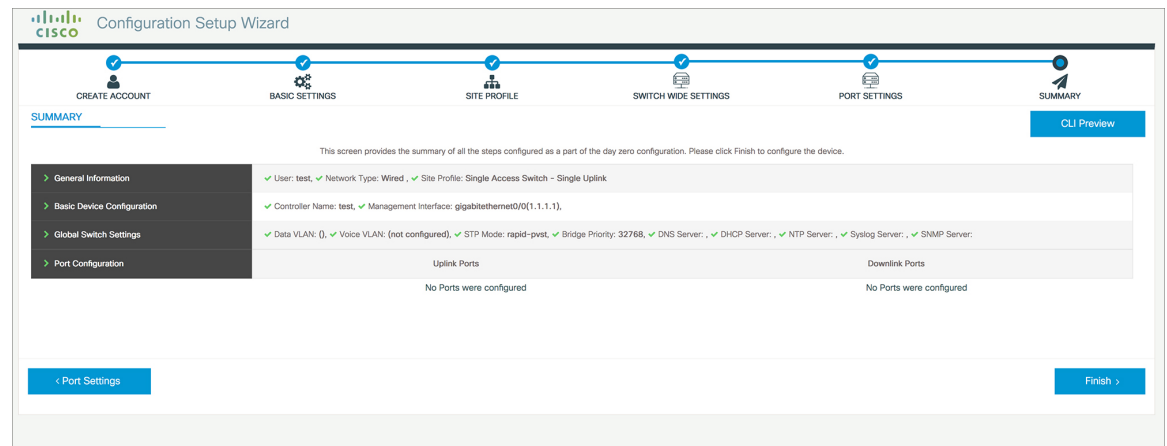 CISCO Configuration Setup Wizard
CREATE ACCOUNT BASIC SETTINGS SITE PROFILE SWITCH WIDE SETTINGS PORT SETTINGS SUMMARY
SUMMARY
CLI Preview
This screen provides the summary of all the steps configured as a part of the day zero configuration. Please click Finish to configure the device.
General Information User: test, Network Type: Wired , Site Profile: Single Access Switch - Single Uplink
Basic Device Configuration Controller Name: test, Management Interface: gigabitethernet0/0(1.1.1.1),
Global Switch Settings Data VLAN: (), Voice VLAN: (not configured), STP Mode: rapid-pvst, Bridge Priority: 32768, DNS Server: , DHCP Server: , NTP Server: , Syslog Server: , SNMP Server:
Port Configuration Uplink Ports Downlink Ports
No Ports were configured No Ports were configured
< Port Settings Finish >